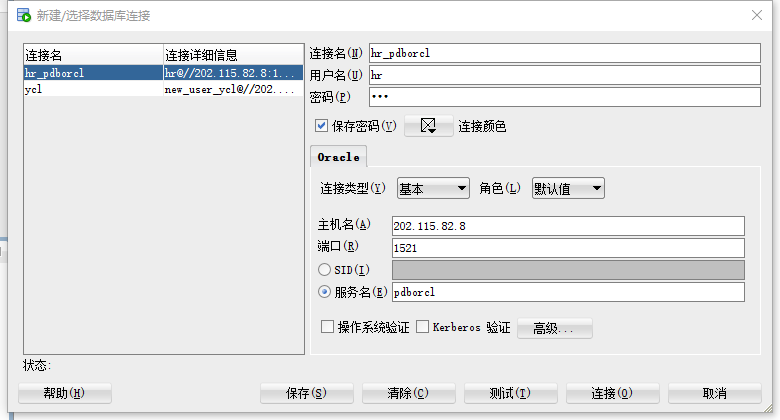 新建/选择数据库连接
连接名 连接详细信息
hr_pdborcl hr@//202.115.82.8:1...
ycl new_user_ycl@//202....
连接名(N) hr_pdborcl
用户名(U) hr
密码(P) •••
保存密码(V) 连接颜色
Oracle
连接类型(Y) 基本 角色(L) 默认值
主机名(A) 202.115.82.8
端口(R) 1521
SID(I)
服务名(E) pdborcl
操作系统验证 Kerberos 验证 高级...
状态:
帮助(H) 保存(S) 清除(C) 测试(T) 连接(O) 取消